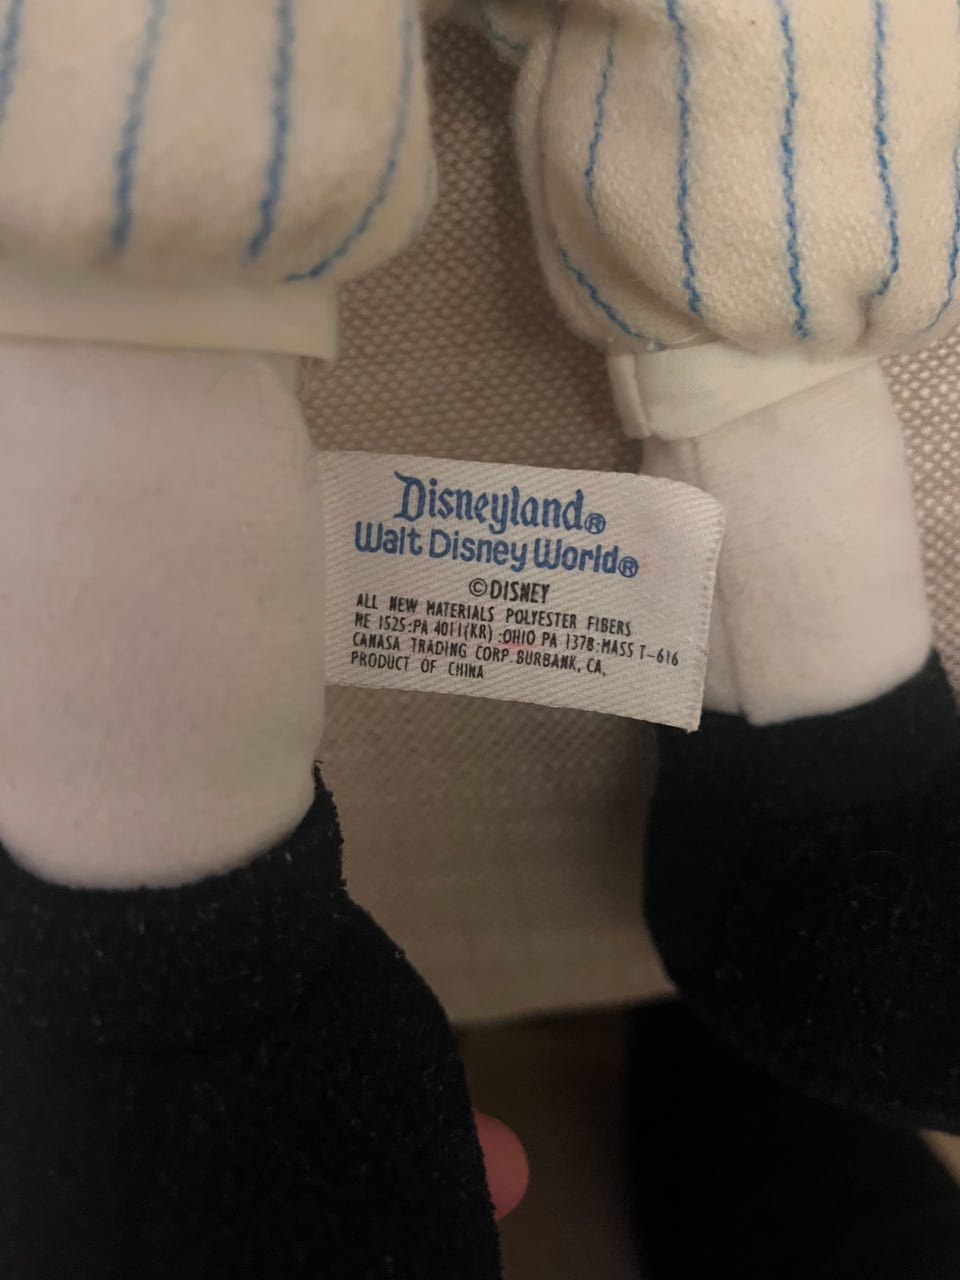 Disneyland®
Walt Disney World®
©DISNEY
ALL NEW MATERIALS POLYESTER FIBERS
ME 1525:PA 4011(KR) :OHIO PA 1378:MASS T-616
CANASA TRADING CORP. BURBANK, CA,
PRODUCT OF CHINA